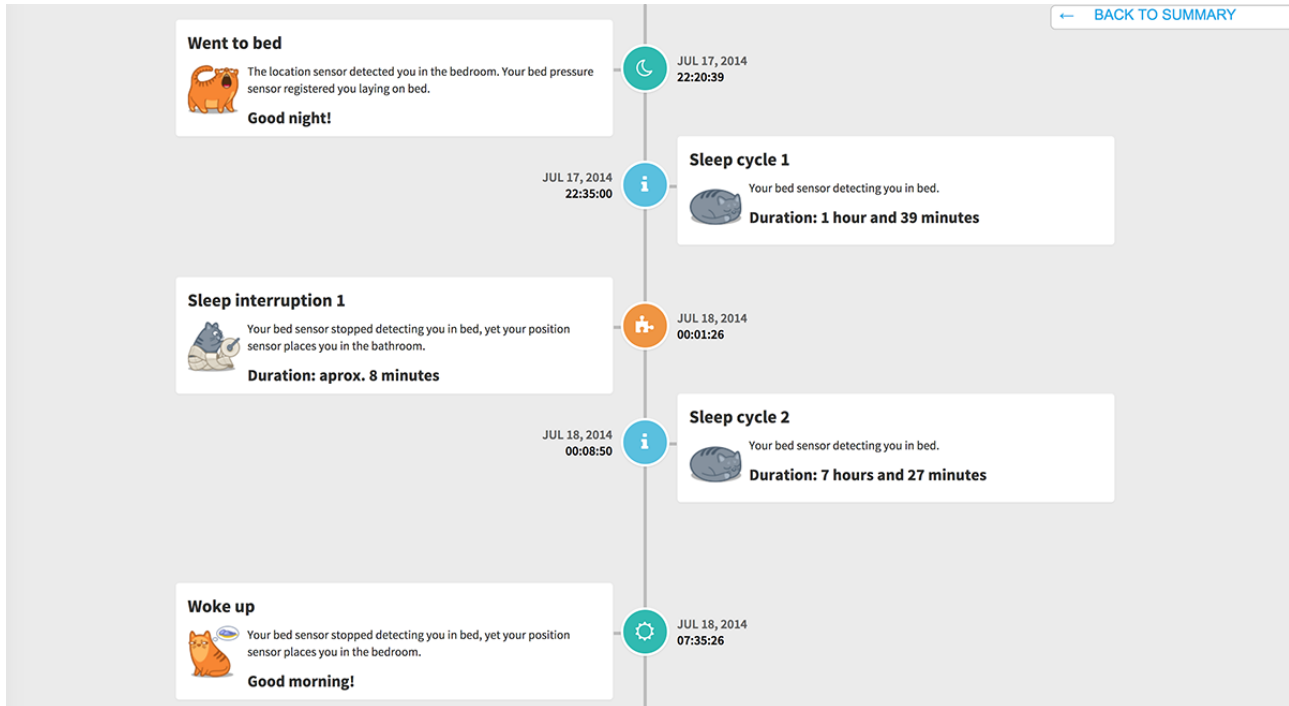 ← BACK TO SUMMARY
Went to bed
The location sensor detected you in the bedroom. Your bed pressure
sensor registered you laying on bed.
Good night!
JUL 17, 2014
22:20:39
JUL 17, 2014
22:35:00
Sleep cycle 1
Your bed sensor detecting you in bed.
Duration: 1 hour and 39 minutes
Sleep interruption 1
Your bed sensor stopped detecting you in bed, yet your position
sensor places you in the bathroom.
Duration: aprox. 8 minutes
JUL 18, 2014
00:01:26
JUL 18, 2014
00:08:50
Sleep cycle 2
Your bed sensor detecting you in bed.
Duration: 7 hours and 27 minutes
Woke up
Your bed sensor stopped detecting you in bed, yet your position
sensor places you in the bedroom.
Good morning!
JUL 18, 2014
07:35:26